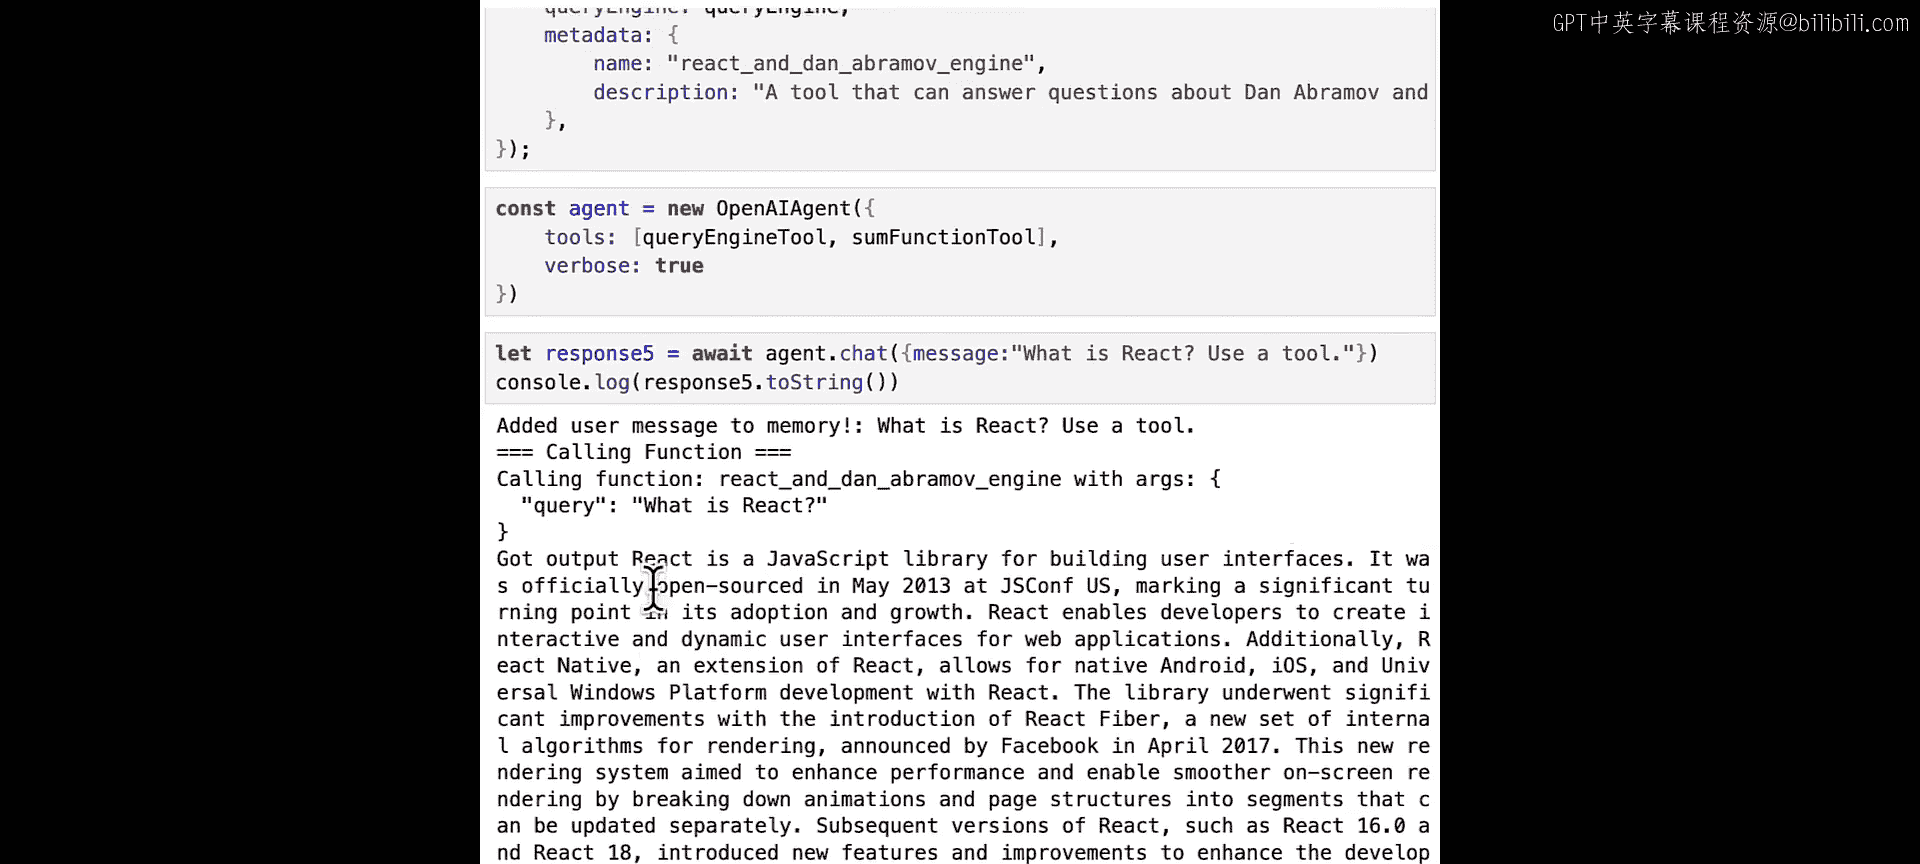 GPT中英字幕课程资源@bilibili.com
queryEngine: queryEngine,
metadata: {
name: "react_and_dan_abramov_engine",
description: "A tool that can answer questions about Dan Abramov and
},
});
const agent = new OpenAIAgent({
tools: [queryEngineTool, sumFunctionTool],
verbose: true
})
let response5 = await agent.chat({message:"What is React? Use a tool."})
console.log(response5.toString())
Added user message to memory!: What is React? Use a tool.
=== Calling Function ===
Calling function: react_and_dan_abramov_engine with args: {
"query": "What is React?"
}
Got output React is a JavaScript library for building user interfaces. It wa
s officially open-sourced in May 2013 at JSConf US, marking a significant tu
rning point in its adoption and growth. React enables developers to create i
nteractive and dynamic user interfaces for web applications. Additionally, R
eact Native, an extension of React, allows for native Android, iOS, and Univ
ersal Windows Platform development with React. The library underwent signifi
cant improvements with the introduction of React Fiber, a new set of interna
l algorithms for rendering, announced by Facebook in April 2017. This new re
ndering system aimed to enhance performance and enable smoother on-screen re
ndering by breaking down animations and page structures into segments that c
an be updated separately. Subsequent versions of React, such as React 16.0 a
nd React 18, introduced new features and improvements to enhance the develop